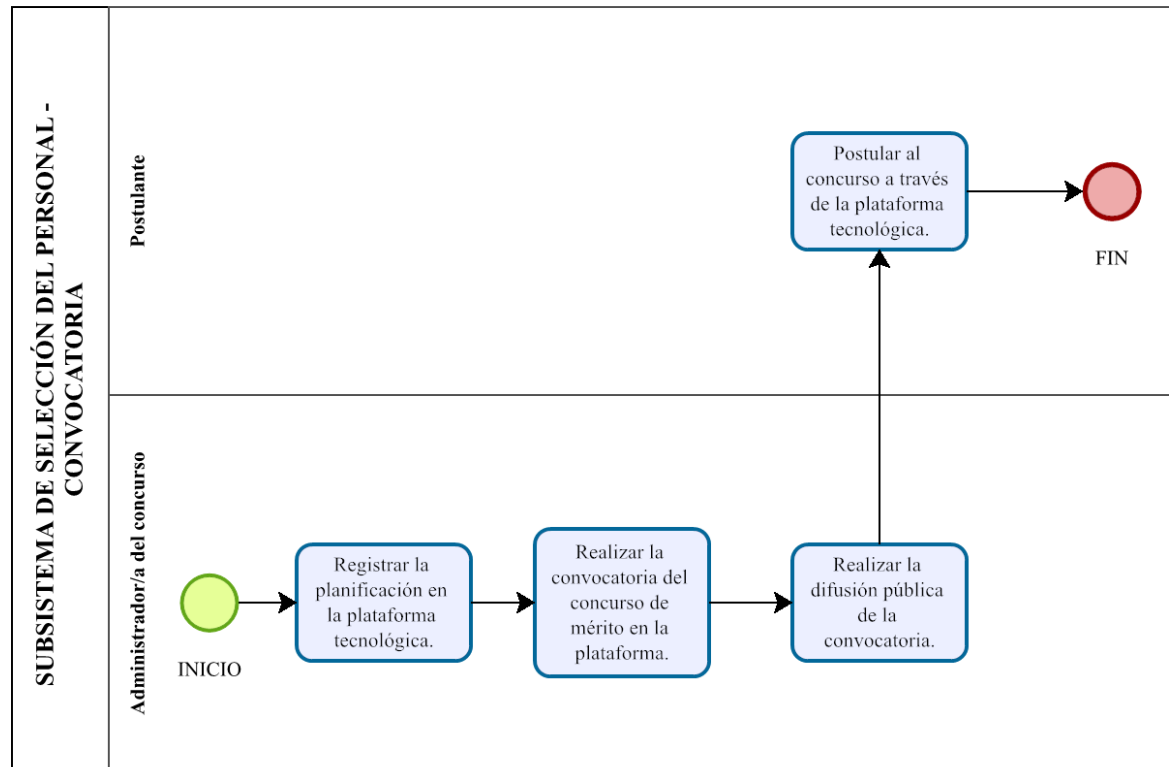 SUBSISTEMA DE SELECCIÓN DEL PERSONAL -
CONVOCATORIA
Postulante
Postular al
concurso a través
de la plataforma
tecnológica.
FIN
Administrador/a del concurso
INICIO
Registrar la
planificación en
la plataforma
tecnológica.
Realizar la
convocatoria del
concurso de
mérito en la
plataforma.
Realizar la
difusión pública
de la
convocatoria.